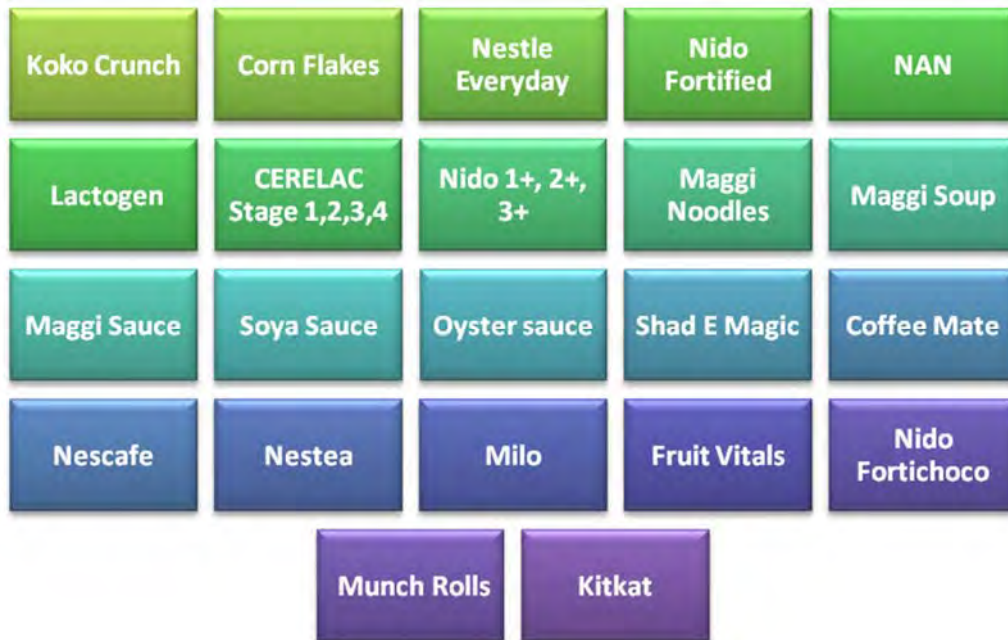 Koko Crunch
Corn Flakes
Nestle
Everyday
Nido
Fortified
NAN
Lactogen
CERELAC
Stage 1,2,3,4
Nido 1+, 2+,
3+
Maggi
Noodles
Maggi Soup
Maggi Sauce
Soya Sauce
Oyster sauce
Shad E Magic
Coffee Mate
Nescafe
Nestea
Milo
Fruit Vitals
Nido
Fortichoco
Munch Rolls
Kitkat